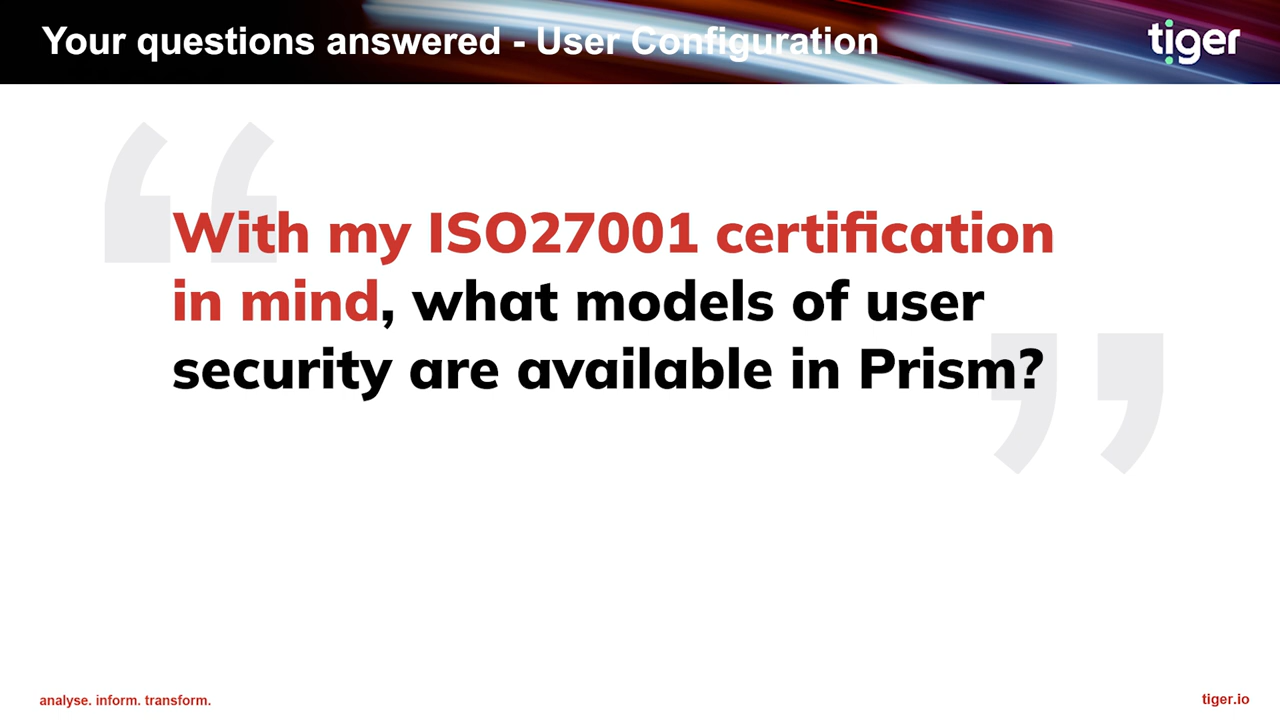 Your questions answered - User Configuration
tiger
With my ISO27001 certification
in mind, what models of user
security are available in Prism?
analyse. inform. transform.
tiger.io